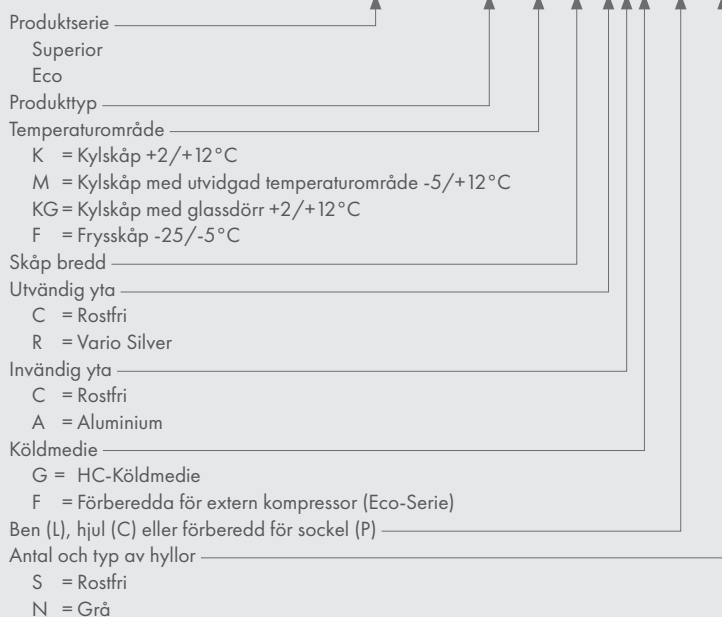 Produktserie
Superior
Eco
Produkttyp
Temperaturområde
K = Kylskåp +2/+12°C
M = Kylskåp med utvidgad temperaturområde -5/+12°C
KG = Kylskåp med glassdörr +2/+12°C
F = Frysskåp -25/-5°C
Skåp bredd
Utvändig yta
C = Rostfri
R = Vario Silver
Invändig yta
C = Rostfri
A = Aluminium
Köldmedie
G = HC-Köldmedie
F = Förberedda för extern kompressor (Eco-Serie)
Ben (L), hjul (C) eller förberedd för sockel (P)
Antal och typ av hyllor
S = Rostfri
N = Grå